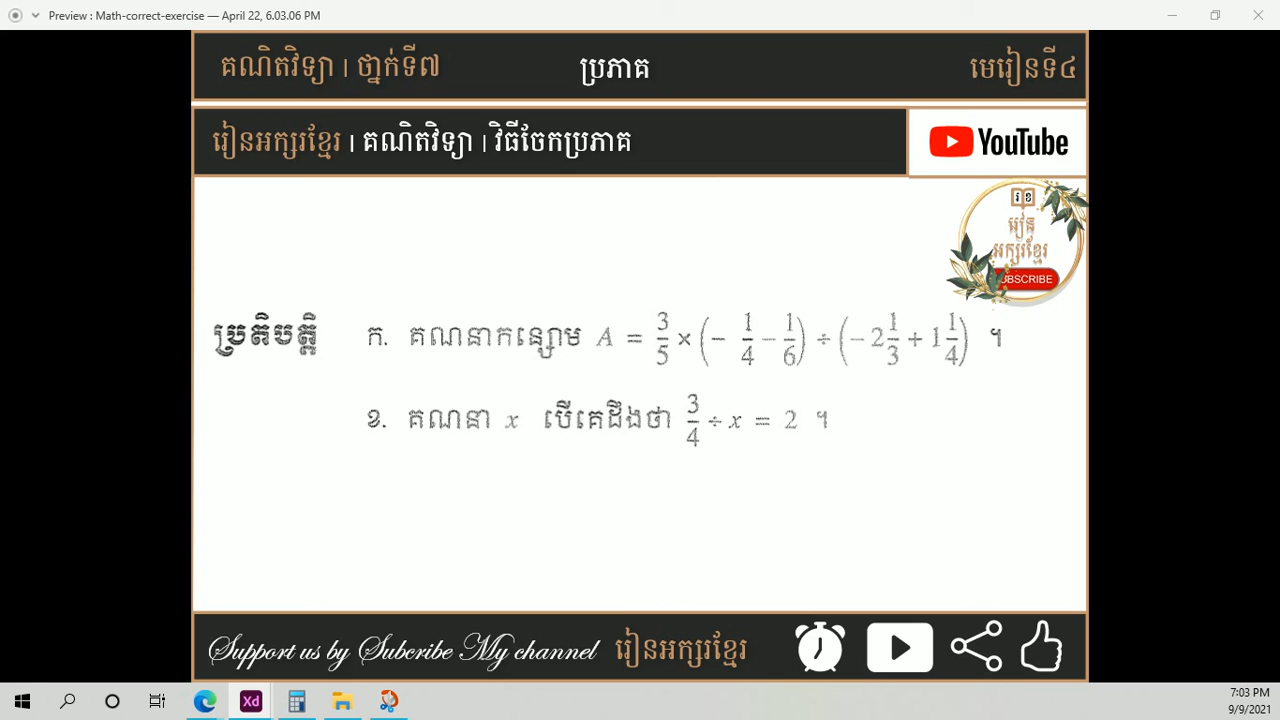 Preview : Math-correct-exercise — April 22, 6.03.06 PM
គណិតវិទ្យា | ថ្នាក់ទី៧ ប្រភាគ មេរៀនទី៤
រៀនអក្សរខ្មែរ | គណិតវិទ្យា | វិធីចែកប្រភាគ YouTube
រ ខ
រៀន
អក្សរខ្មែរ
UBSCRIBE
ប្រតិបត្តិ ក. គណនាកន្សោម A = 3/5 × (− 1/4 − 1/6) ÷ (−2 1/3 + 1 1/4) ។
ខ. គណនា x បើគេដឹងថា 3/4 ÷ x = 2 ។
Support us by Subcribe My channel រៀនអក្សរខ្មែរ
Xd
7:03 PM
9/9/2021